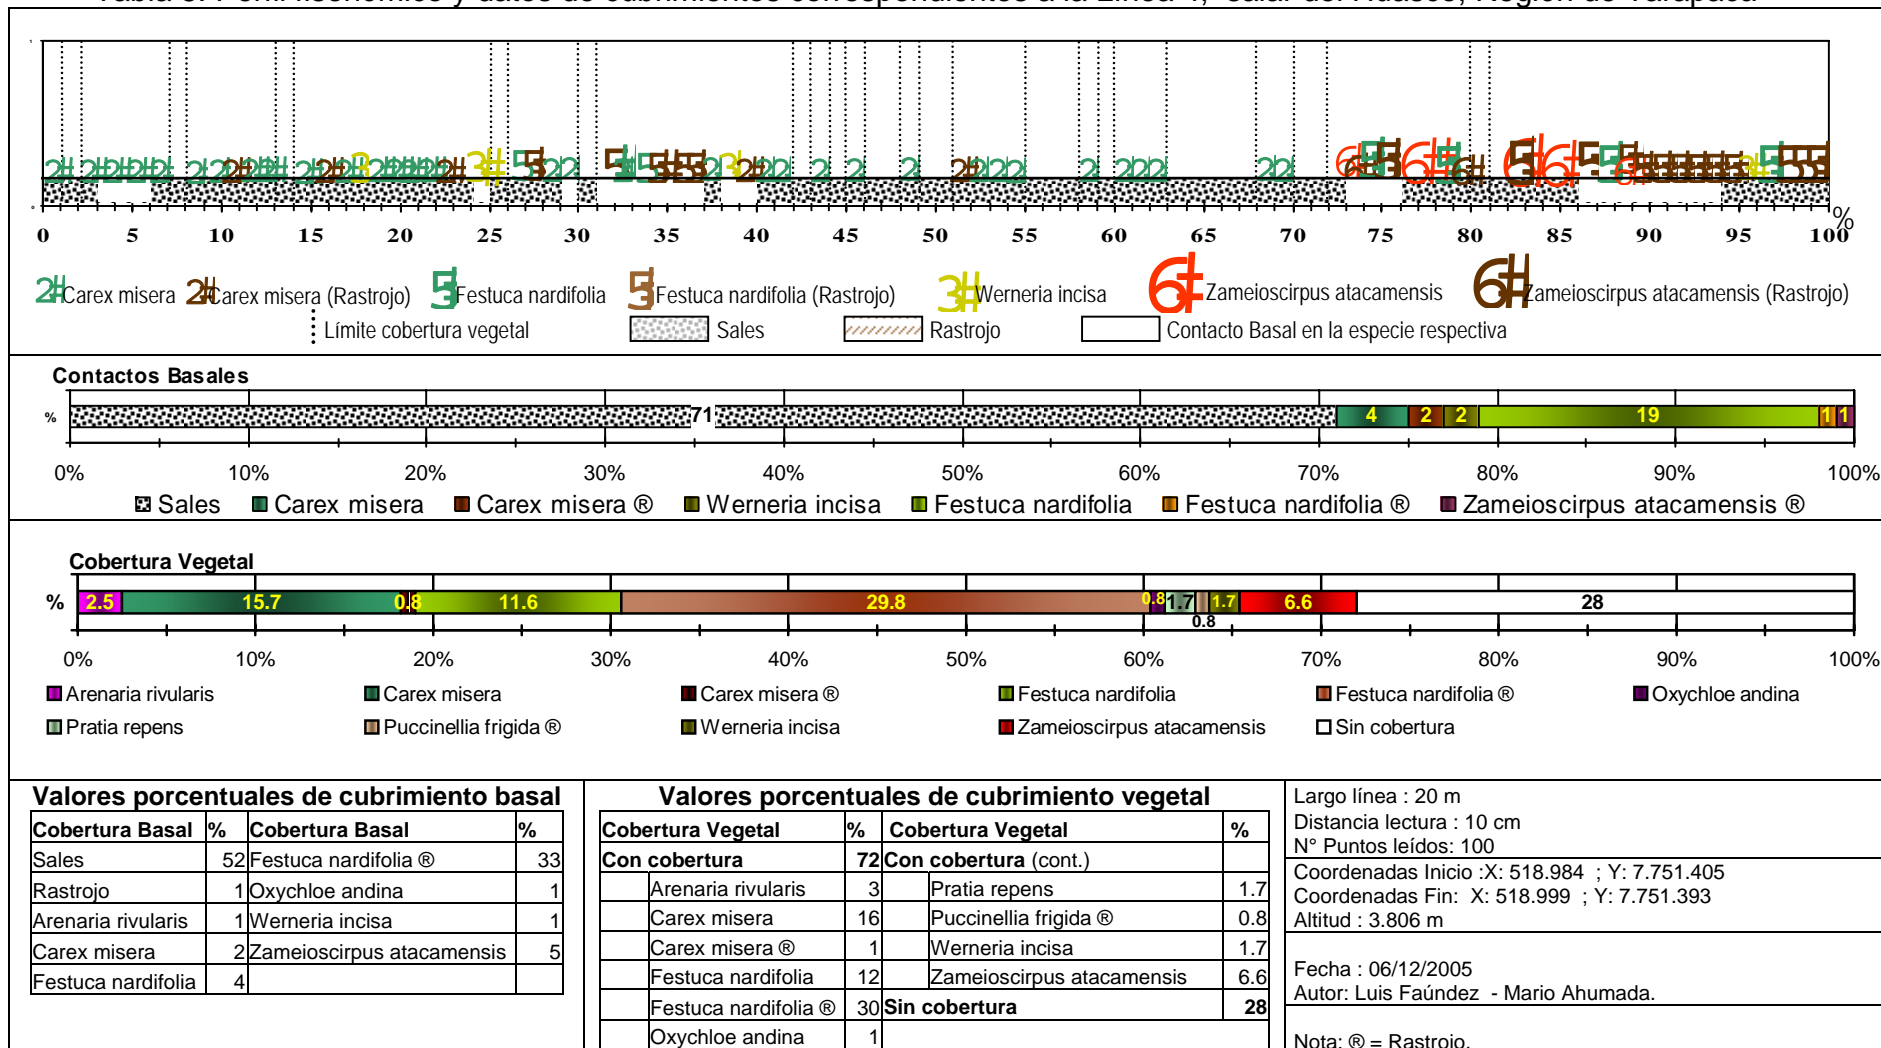 0 5 10 15 20 25 30 35 40 45 50 55 60 65 70 75 80 85 90 95 100 %
2# Carex misera 2# Carex misera (Rastrojo) 5 Festuca nardifolia 5 Festuca nardifolia (Rastrojo) 3# Werneria incisa 6# Zameioscirpus atacamensis 6# Zameioscirpus atacamensis (Rastrojo)
Límite cobertura vegetal Sales Rastrojo Contacto Basal en la especie respectiva
Contactos Basales
% 71 4 2 2 19 1 1
0% 10% 20% 30% 40% 50% 60% 70% 80% 90% 100%
Sales Carex misera Carex misera ® Werneria incisa Festuca nardifolia Festuca nardifolia ® Zameioscirpus atacamensis ®
Cobertura Vegetal
% 2.5 15.7 0.8 11.6 29.8 0.8 1.7 0.8 1.7 6.6 28
0% 10% 20% 30% 40% 50% 60% 70% 80% 90% 100%
Arenaria rivularis Carex misera Carex misera ® Festuca nardifolia Festuca nardifolia ® Oxychloe andina
Pratia repens Puccinellia frigida ® Werneria incisa Zameioscirpus atacamensis Sin cobertura
Valores porcentuales de cubrimiento basal
Cobertura Basal % Cobertura Basal %
Sales 52 Festuca nardifolia ® 33
Rastrojo 1 Oxychloe andina 1
Arenaria rivularis 1 Werneria incisa 1
Carex misera 2 Zameioscirpus atacamensis 5
Festuca nardifolia 4
Valores porcentuales de cubrimiento vegetal
Cobertura Vegetal % Cobertura Vegetal %
Con cobertura 72 Con cobertura (cont.)
Arenaria rivularis 3 Pratia repens 1.7
Carex misera 16 Puccinellia frigida ® 0.8
Carex misera ® 1 Werneria incisa 1.7
Festuca nardifolia 12 Zameioscirpus atacamensis 6.6
Festuca nardifolia ® 30 Sin cobertura 28
Oxychloe andina 1
Largo línea : 20 m
Distancia lectura : 10 cm
N° Puntos leídos: 100
Coordenadas Inicio :X: 518.984 ; Y: 7.751.405
Coordenadas Fin: X: 518.999 ; Y: 7.751.393
Altitud : 3.806 m
Fecha : 06/12/2005
Autor: Luis Faúndez - Mario Ahumada.
Nota: ® = Rastrojo.